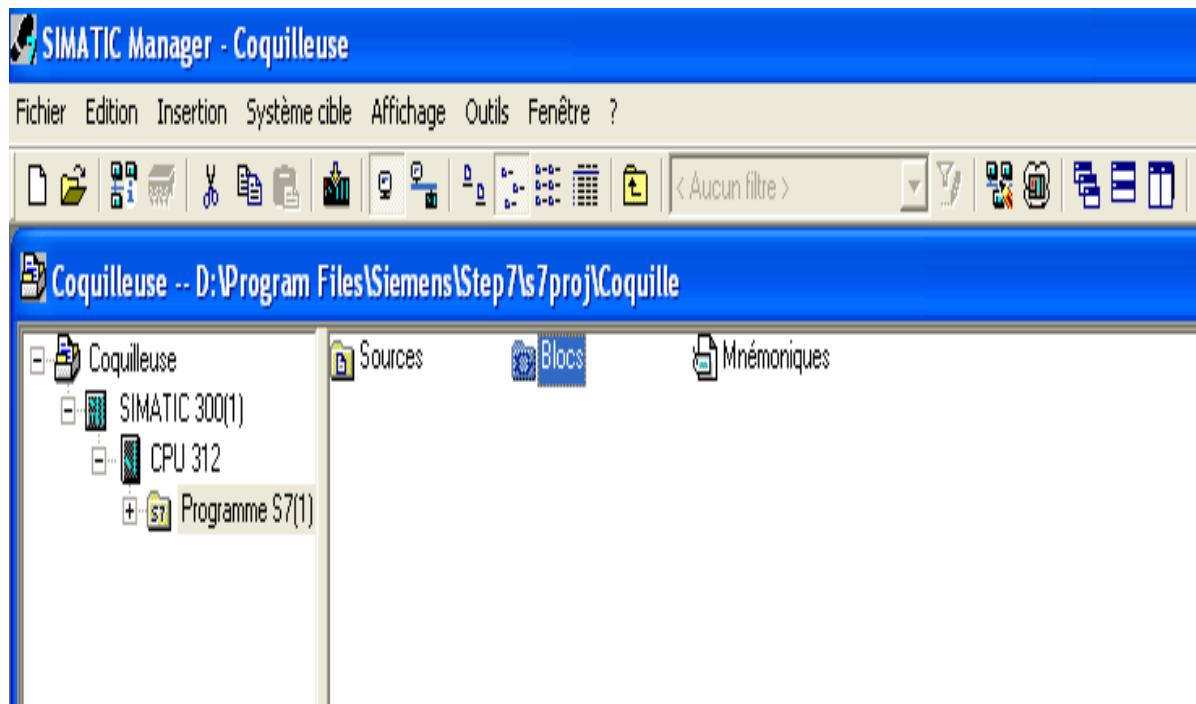 SIMATIC Manager - Coquilleuse
Fichier Edition Insertion Système cible Affichage Outils Fenêtre ?
< Aucun filtre >
Coquilleuse -- D:\Program Files\Siemens\Step7\s7proj\Coquille
Coquilleuse
SIMATIC 300(1)
CPU 312
Programme S7(1)
Sources Blocs Mnémoniques